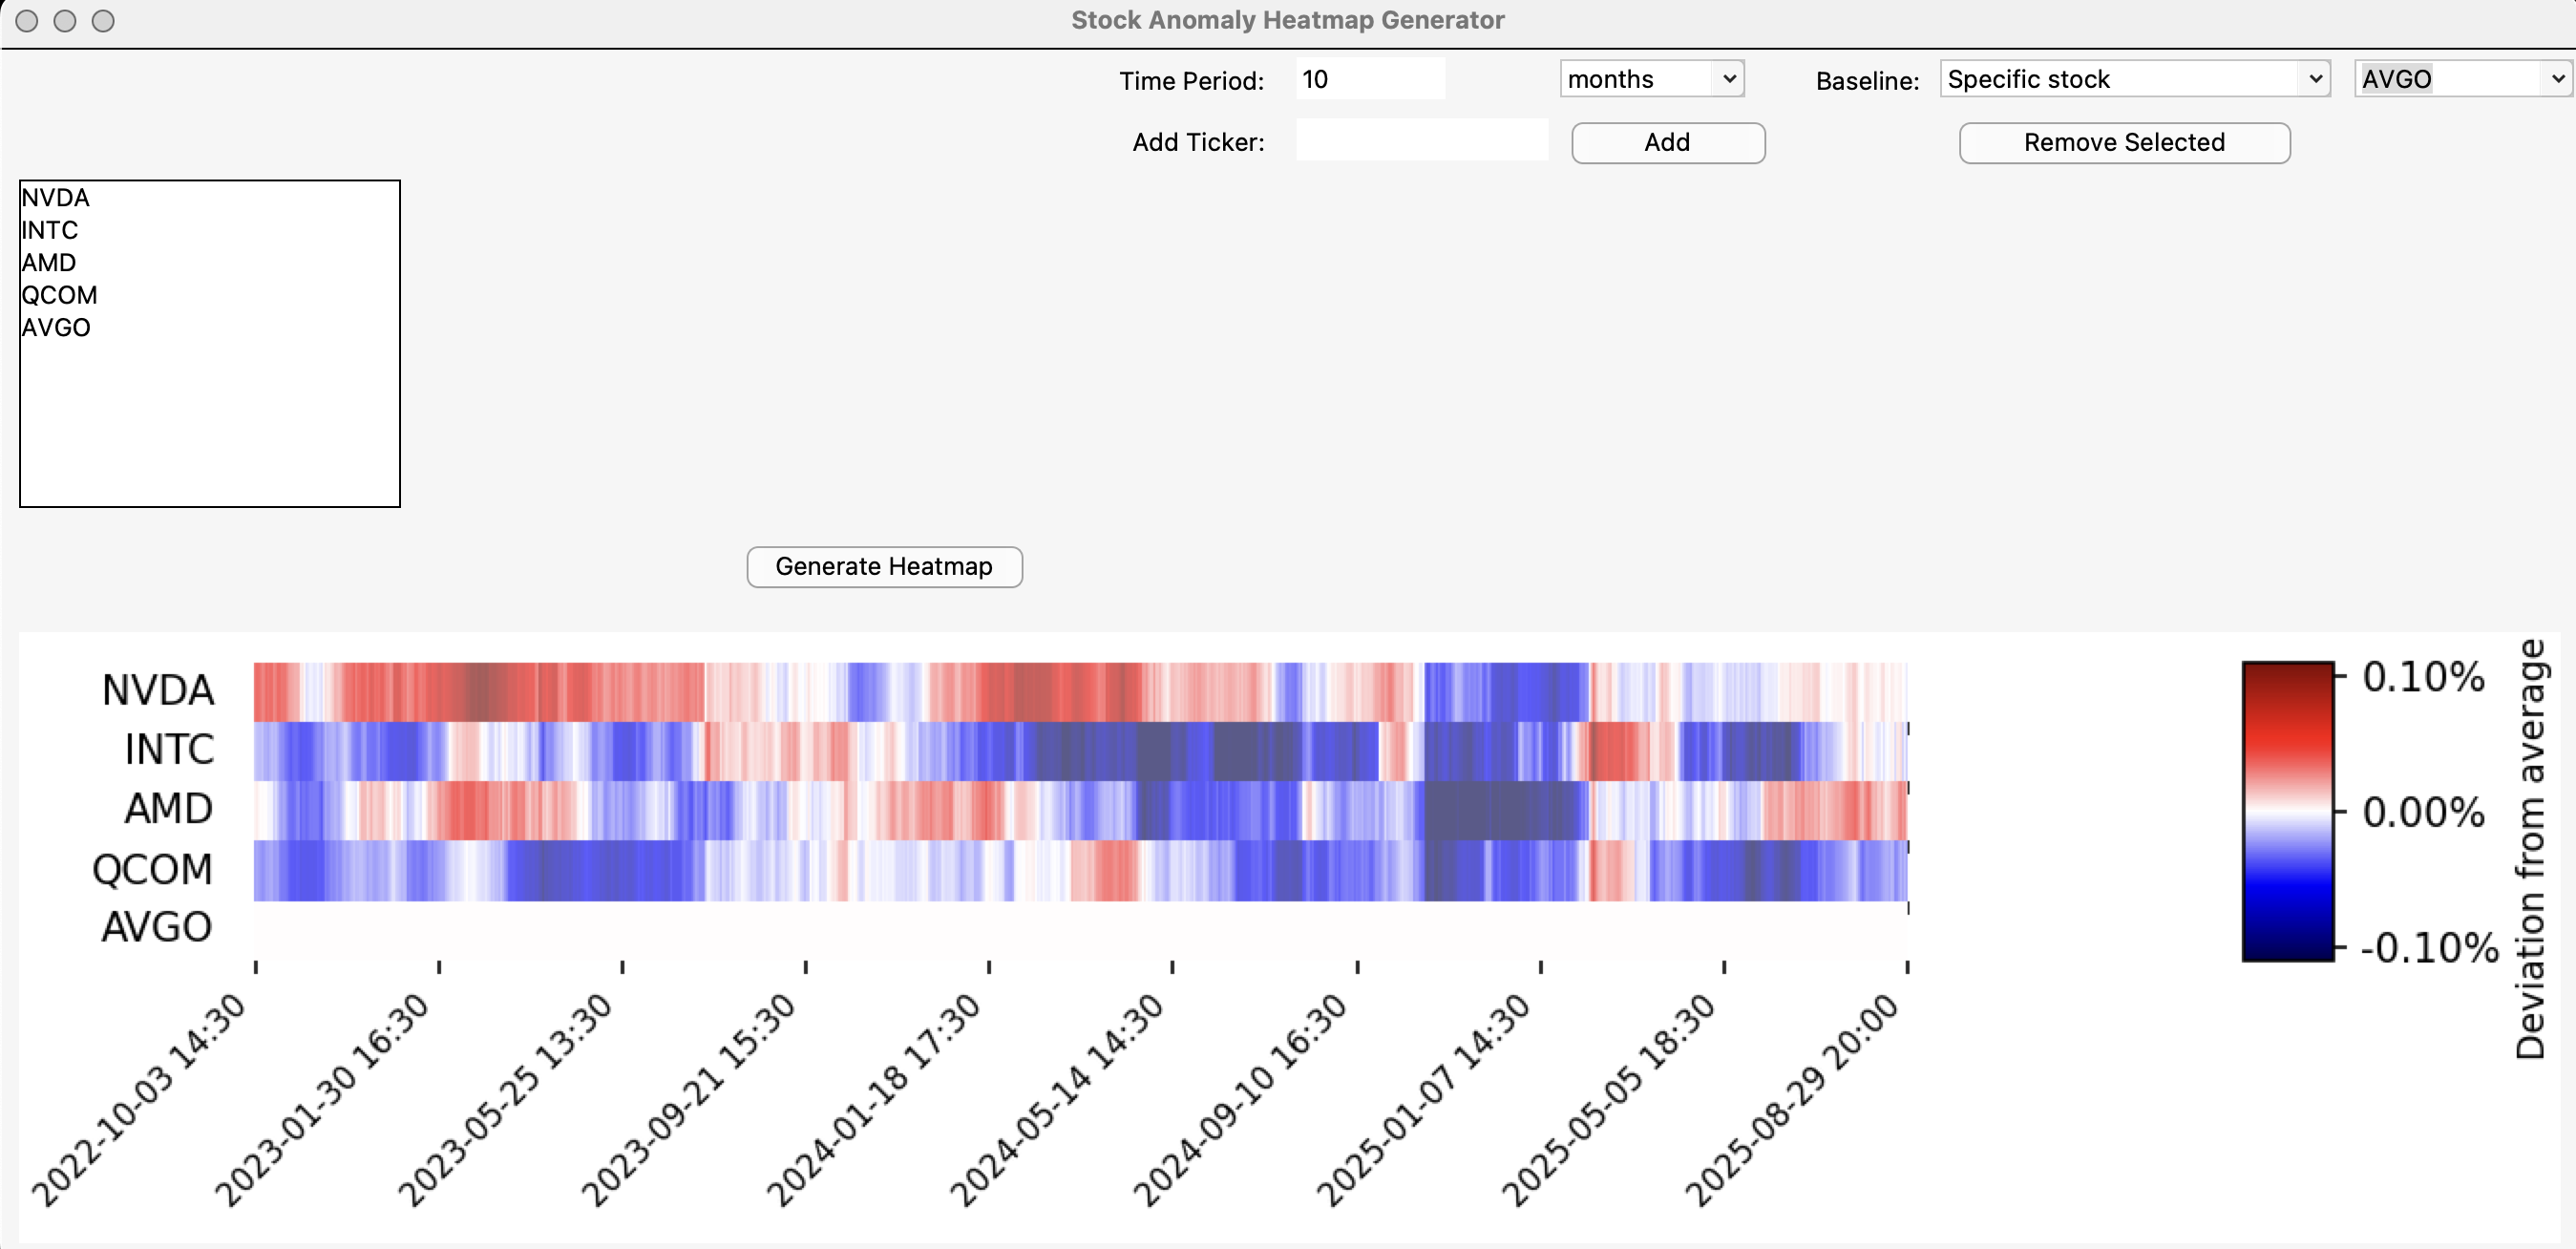 Stock Anomaly Heatmap Generator
Time Period: 10 months Baseline: Specific stock AVGO
Add Ticker: Add Remove Selected
NVDA
INTC
AMD
QCOM
AVGO
Generate Heatmap
NVDA
INTC
AMD
QCOM
AVGO
2022-10-03 14:30
2023-01-30 16:30
2023-05-25 13:30
2023-09-21 15:30
2024-01-18 17:30
2024-05-14 14:30
2024-09-10 16:30
2025-01-07 14:30
2025-05-05 18:30
2025-08-29 20:00
0.10%
0.00%
-0.10%
Deviation from average